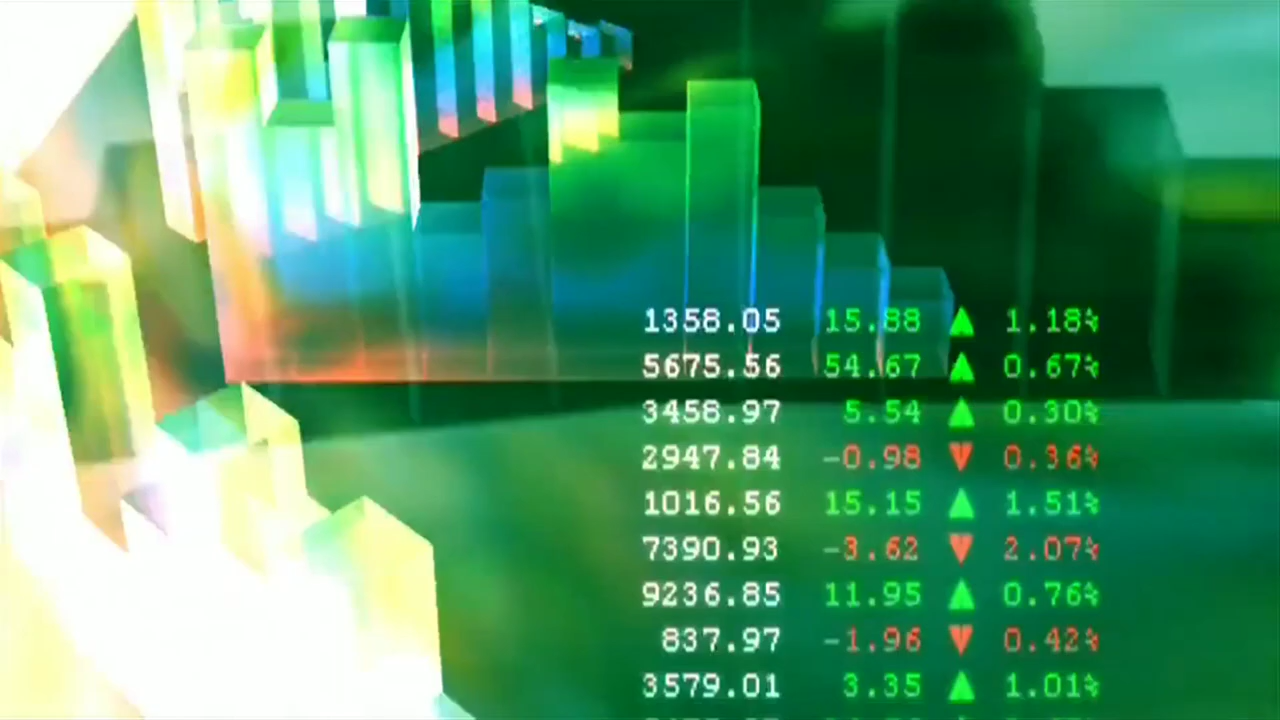 1358.05 15.88 ▲ 1.18%
5675.56 54.67 ▲ 0.67%
3458.97 5.54 ▲ 0.30%
2947.84 -0.98 ▼ 0.36%
1016.56 15.15 ▲ 1.51%
7390.93 -3.62 ▼ 2.07%
9236.85 11.95 ▲ 0.76%
837.97 -1.96 ▼ 0.42%
3579.01 3.35 ▲ 1.01%